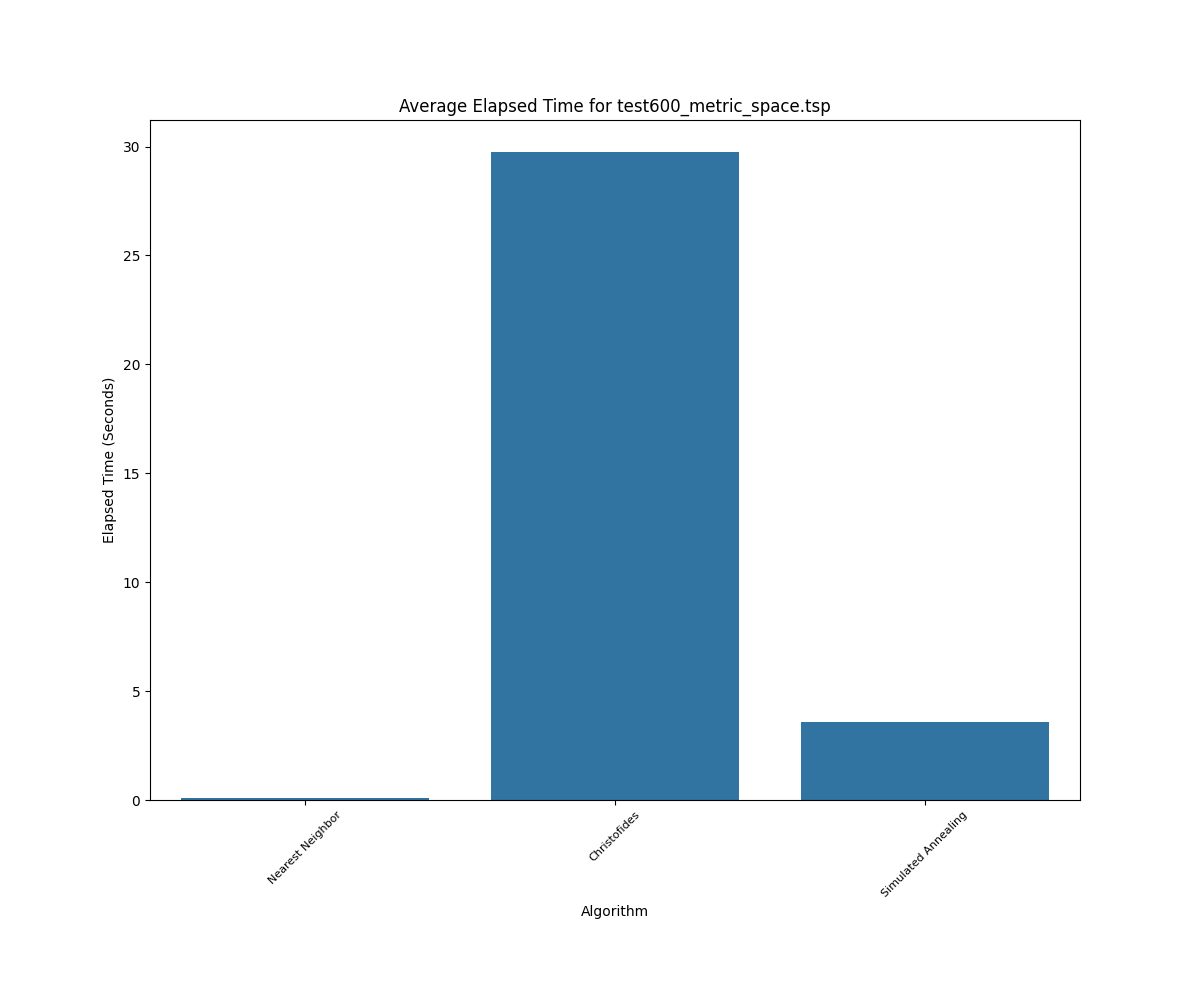 Average Elapsed Time for test600_metric_space.tsp
Elapsed Time (Seconds)
30
25
20
15
10
5
0
Nearest Neighbor
Christofides
Simulated Annealing
Algorithm